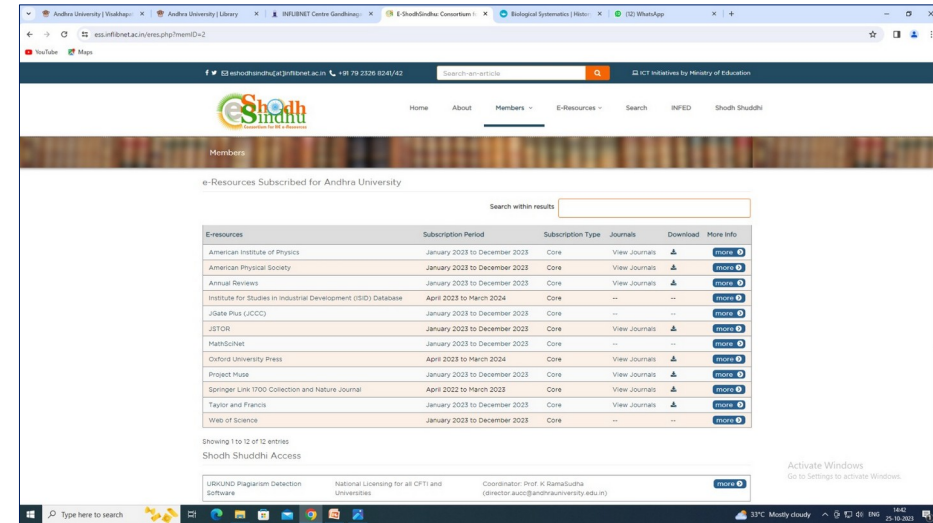 Andhra University | Visakhap
Andhra University | Library
INFLIBNET Centre Gandhinaga
E-ShodhSindhu: Consortium f
Biological Systematics | Histor
(12) WhatsApp
ess.inflibnet.ac.in/eres.php?memID=2
YouTube Maps
eshodhsindhu[at]inflibnet.ac.in +91 79 2326 8241/42 Search-an-article ICT Initiatives by Ministry of Education
eShodh Sindhu
Consortium for HE e-Resources
Home About Members E-Resources Search INFED Shodh Shuddhi
Members
e-Resources Subscribed for Andhra University
Search within results
E-resources Subscription Period Subscription Type Journals Download More Info
American Institute of Physics January 2023 to December 2023 Core View Journals more
American Physical Society January 2023 to December 2023 Core View Journals more
Annual Reviews January 2023 to December 2023 Core View Journals more
Institute for Studies in Industrial Development (ISID) Database April 2023 to March 2024 Core -- -- more
JGate Plus (JCCC) January 2023 to December 2023 Core -- -- more
JSTOR January 2023 to December 2023 Core View Journals more
MathSciNet January 2023 to December 2023 Core -- -- more
Oxford University Press April 2023 to March 2024 Core View Journals more
Project Muse January 2023 to December 2023 Core View Journals more
Springer Link 1700 Collection and Nature Journal April 2022 to March 2023 Core View Journals more
Taylor and Francis January 2023 to December 2023 Core View Journals more
Web of Science January 2023 to December 2023 Core -- -- more
Showing 1 to 12 of 12 entries
Shodh Shuddhi Access
URKUND Plagiarism Detection National Licensing for all CFTI and Coordinator: Prof. K RamaSudha more
Software Universities (director.aucc@andhrauniversity.edu.in)
Activate Windows
Go to Settings to activate Windows.
Type here to search
33°C Mostly cloudy ENG 14:42
25-10-2023